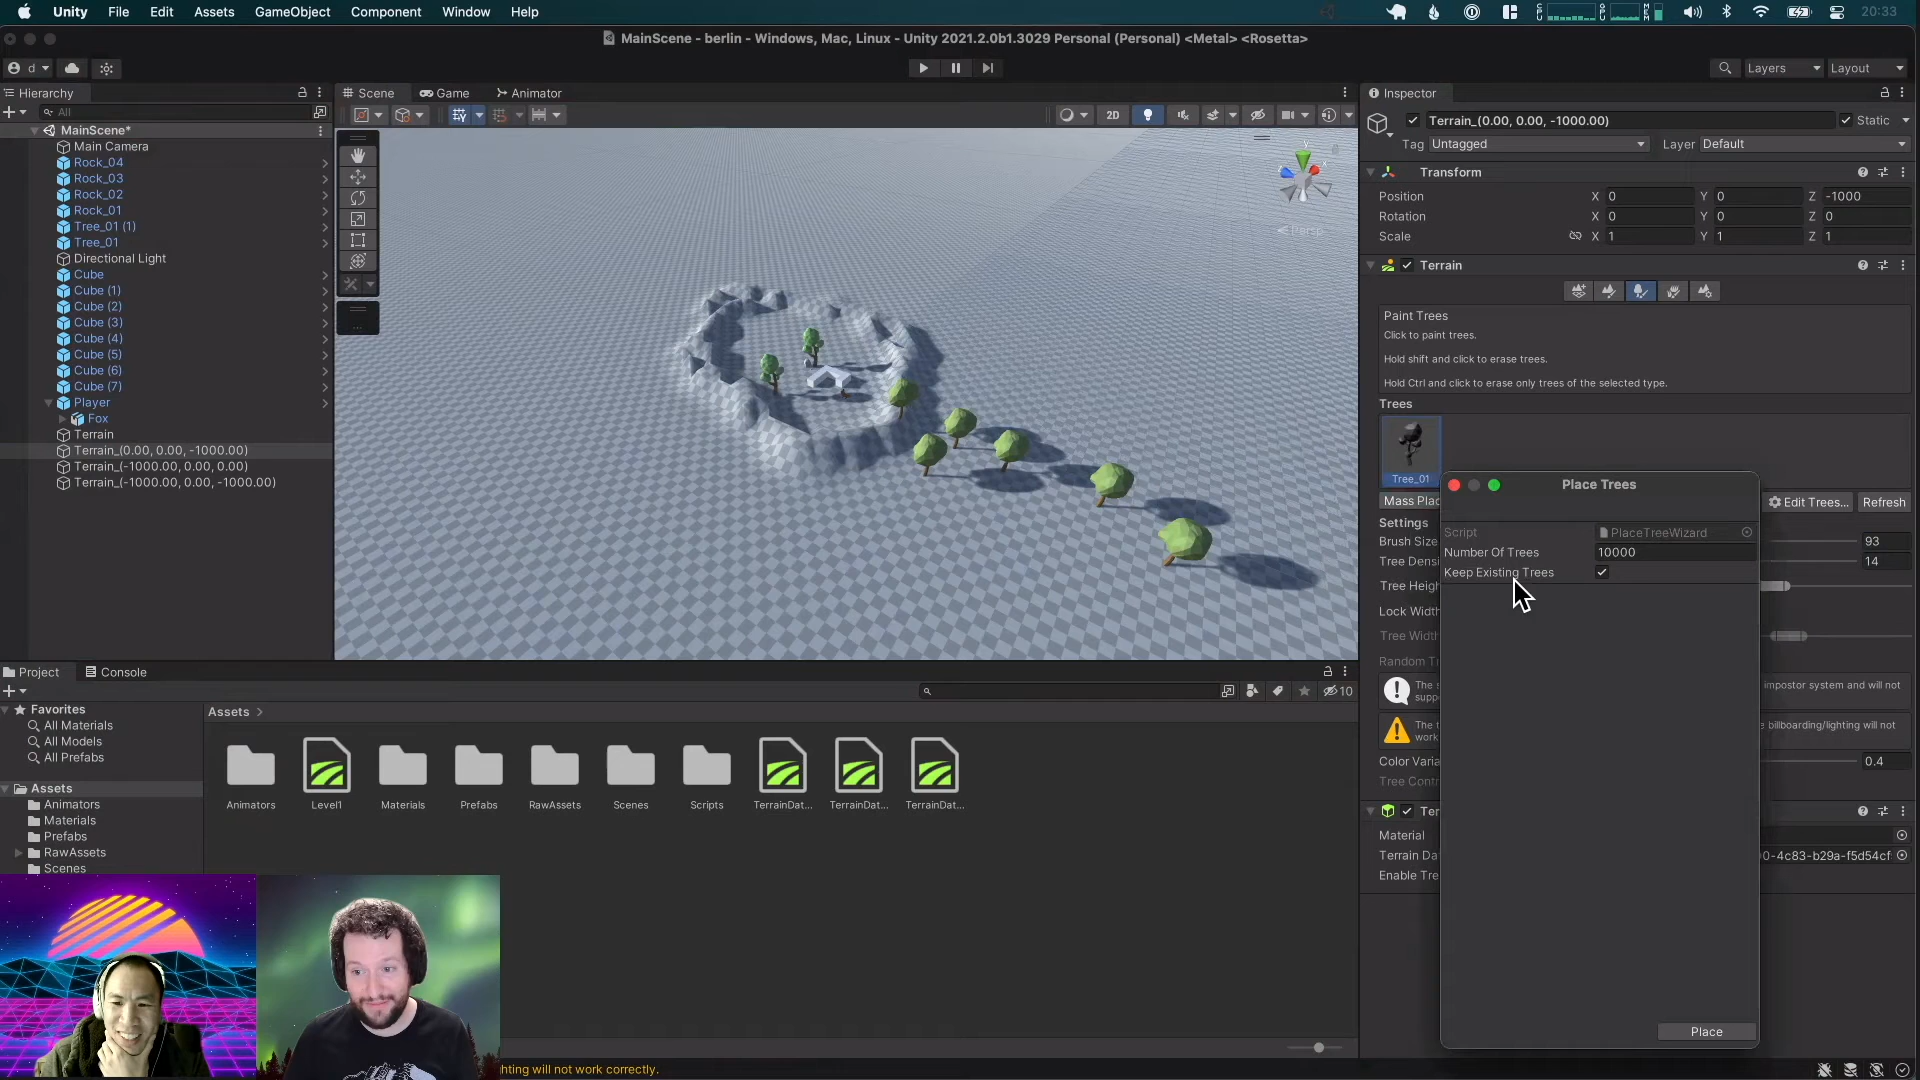 Unity File Edit Assets GameObject Component Window Help 20:33
MainScene - berlin - Windows, Mac, Linux - Unity 2021.2.0b1.3029 Personal (Personal) <Metal> <Rosetta>
d Layers Layout
Hierarchy
All
MainScene*
Main Camera
Rock_04
Rock_03
Rock_02
Rock_01
Tree_01 (1)
Tree_01
Directional Light
Cube
Cube (1)
Cube (2)
Cube (3)
Cube (4)
Cube (5)
Cube (6)
Cube (7)
Player
Fox
Terrain
Terrain_(0.00, 0.00, -1000.00)
Terrain_(-1000.00, 0.00, 0.00)
Terrain_(-1000.00, 0.00, -1000.00)
Scene Game Animator
2D
Persp
Inspector
Terrain_(0.00, 0.00, -1000.00) Static
Tag Untagged Layer Default
Transform
Position X 0 Y 0 Z -1000
Rotation X 0 Y 0 Z 0
Scale X 1 Y 1 Z 1
Terrain
Paint Trees
Click to paint trees.
Hold shift and click to erase trees.
Hold Ctrl and click to erase only trees of the selected type.
Trees
Tree_01
Mass Plac Edit Trees... Refresh
Settings
Brush Size 93
Tree Densi 14
Tree Heigh
Lock Width
Tree Width
Random Tr
The s impostor system and will not
supp
The t billboarding/lighting will not
work
Color Varia 0.4
Tree Contr
Ter
Material
Terrain Da 0-4c83-b29a-f5d54cf
Enable Tre
Place Trees
Script PlaceTreeWizard
Number Of Trees 10000
Keep Existing Trees
Place
Project Console
10
Favorites
All Materials
All Models
All Prefabs
Assets
Animators
Materials
Prefabs
RawAssets
Scenes
Assets
Animators Level1 Materials Prefabs RawAssets Scenes Scripts TerrainDat... TerrainDat... TerrainDat...
hting will not work correctly.